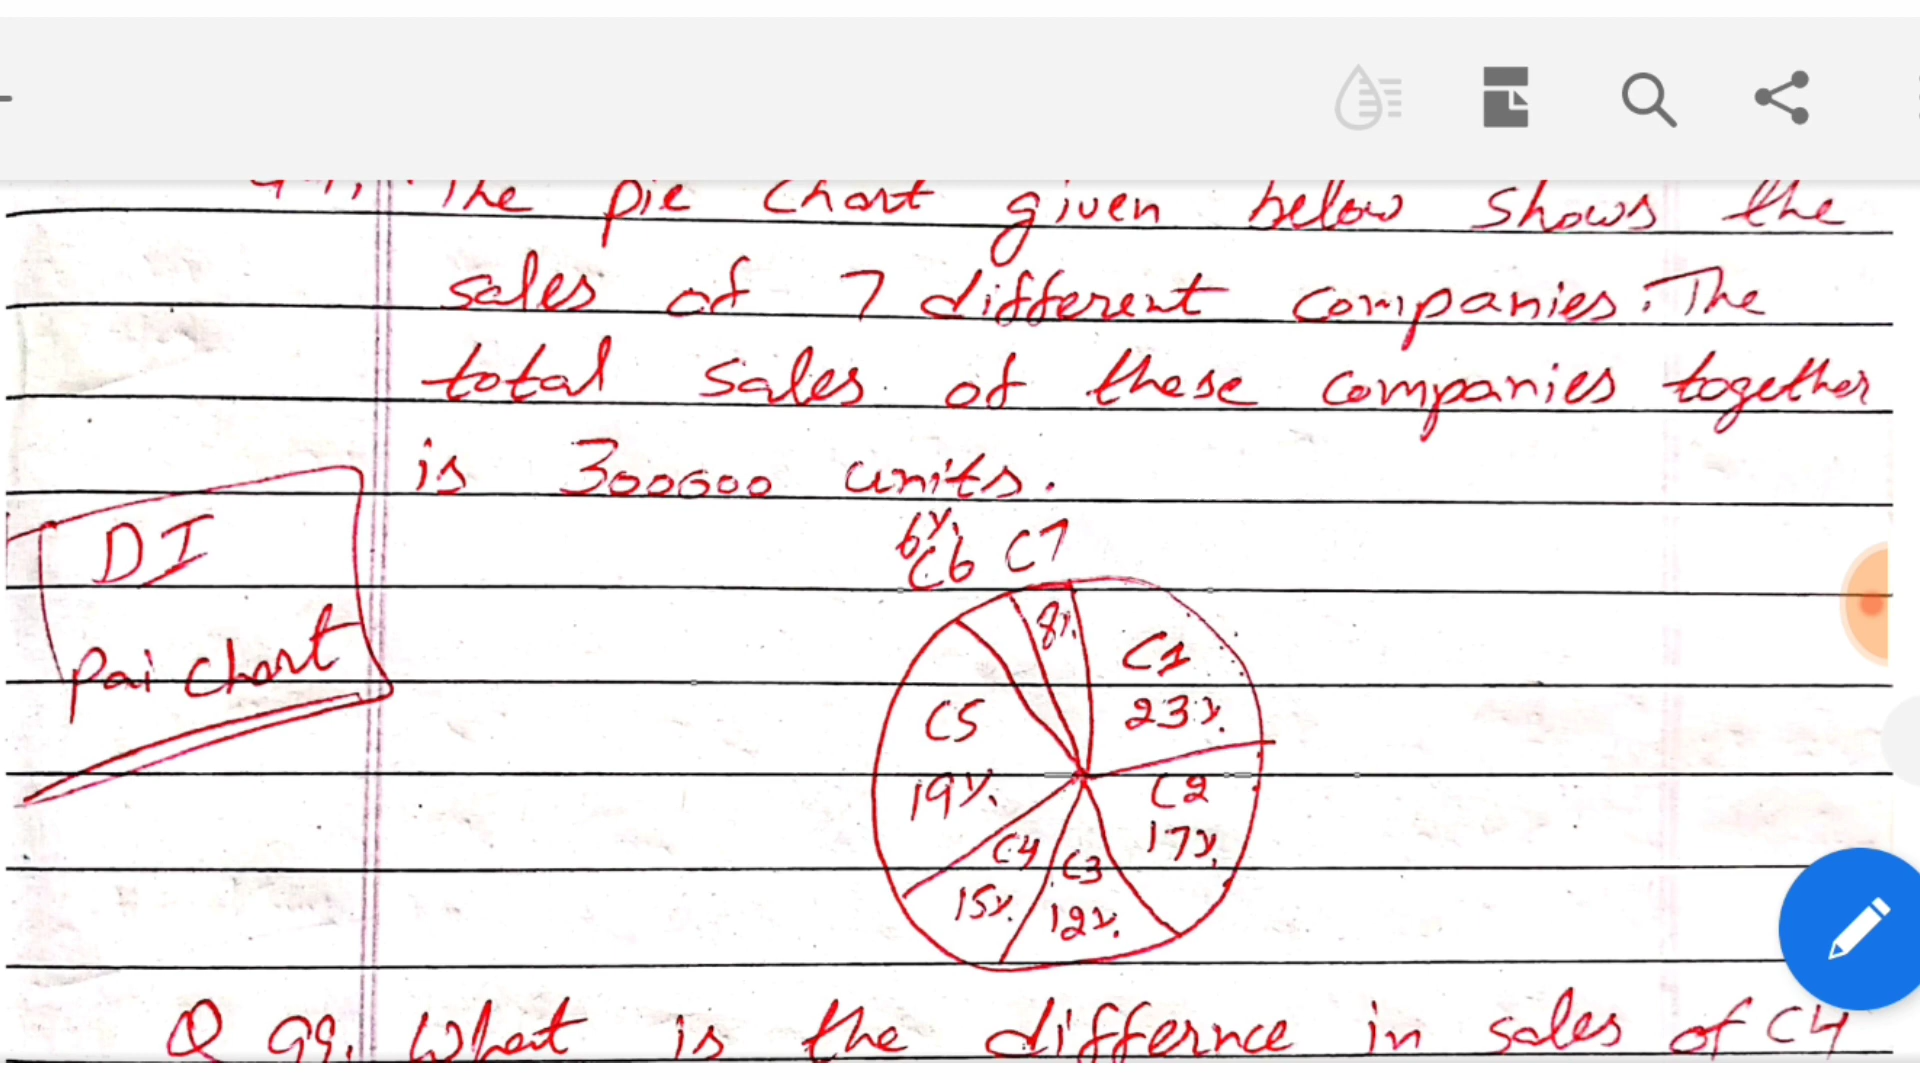 The pie chart given below shows the
sales of 7 different companies. The
total sales of these companies together
is 300000 units.
DI
Pai chart
6%
C6 C7
8%
C1
23%
C5
19%
C2
17%
C4
15%
C3
12%
Q 99. What is the differnce in sales of C4